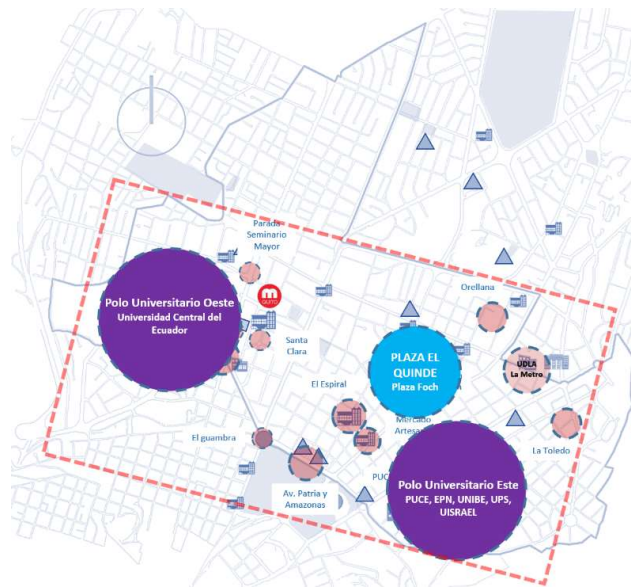 Parada
Seminario
Mayor
Polo Universitario Oeste
Universidad Central del
Ecuador
m
QUITO
Orellana
Santa
Clara
PLAZA EL
QUINDE
Plaza Foch
UDLA
La Metro
El Espiral
Mercado
El guambra
La Toledo
PUCE
Av. Patria y
Amazonas
Polo Universitario Este
PUCE, EPN, UNIBE, UPS,
UISRAEL